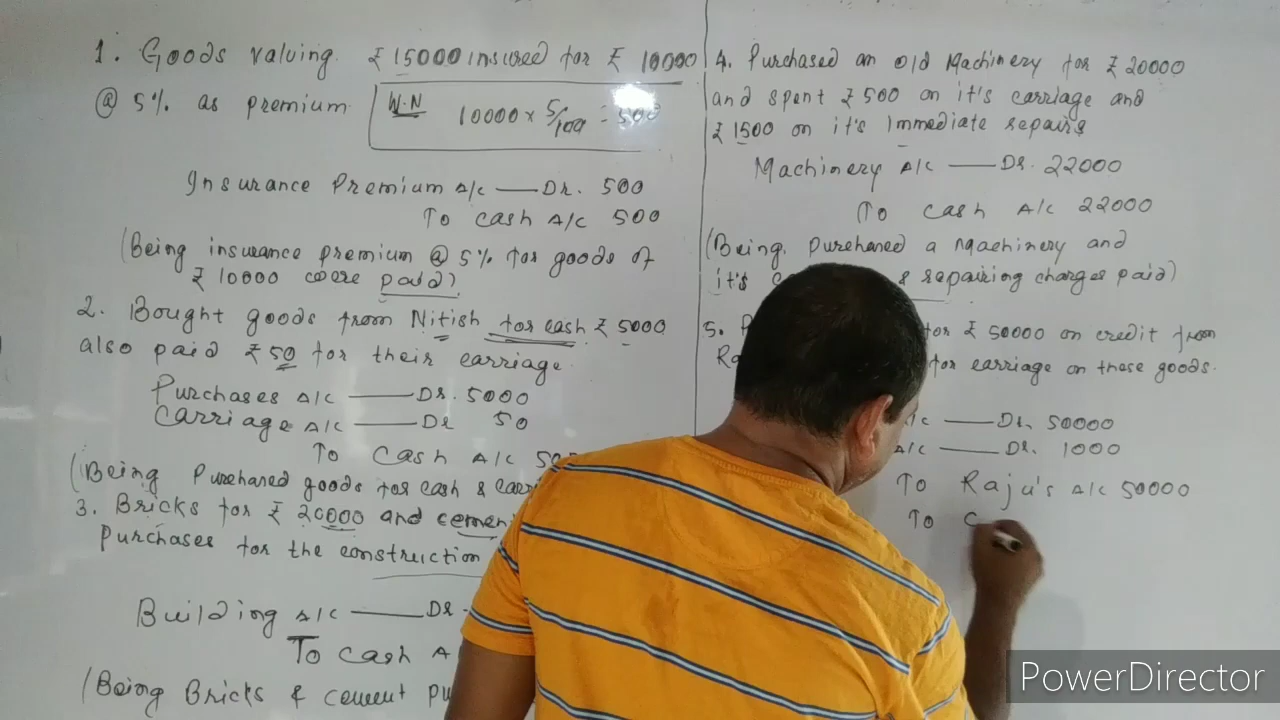 1. Goods valuing ₹ 15000 insured for ₹ 10000
@ 5% as premium
W.N 10000 × 5/100 = 500
Insurance Premium A/c — Dr. 500
To cash A/c 500
(Being insurance premium @ 5% for goods of
₹ 10000 were paid)
2. Bought goods from Nitish for cash ₹ 5000
also paid ₹ 50 for their carriage
Purchases A/c — Dr. 5000
Carriage A/c — Dr 50
To Cash A/c
(Being Purchased goods for cash &
3. Bricks for ₹ 20000 and
Purchases for the construction
Building A/c — Dr
To cash A
(Being Bricks & cement
4. Purchased an old Machinery for ₹ 20000
and spent ₹ 500 on it's carriage and
₹ 1500 on it's immediate repairs
Machinery A/c — Dr. 22000
To cash A/c 22000
(Being Purchased a Machinery and
it's & repairing charges paid)
5. for ₹ 50000 on credit from
for carriage on these goods.
A/c — Dr. 50000
A/c — Dr. 1000
To Raju's A/c 50000
To C
PowerDirector